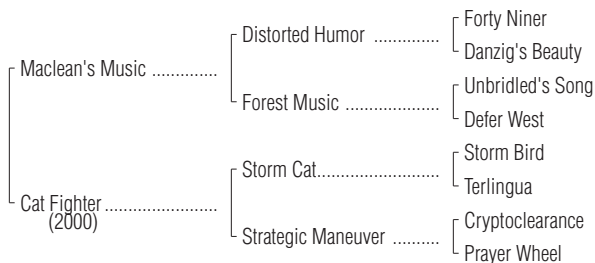 Forty Niner
Distorted Humor ..............
Danzig's Beauty
Maclean's Music ..............
Unbridled's Song
Forest Music ....................
Defer West
Storm Bird
Storm Cat..........................
Terlingua
Cat Fighter........................
(2000)
Cryptoclearance
Strategic Maneuver ..........
Prayer Wheel